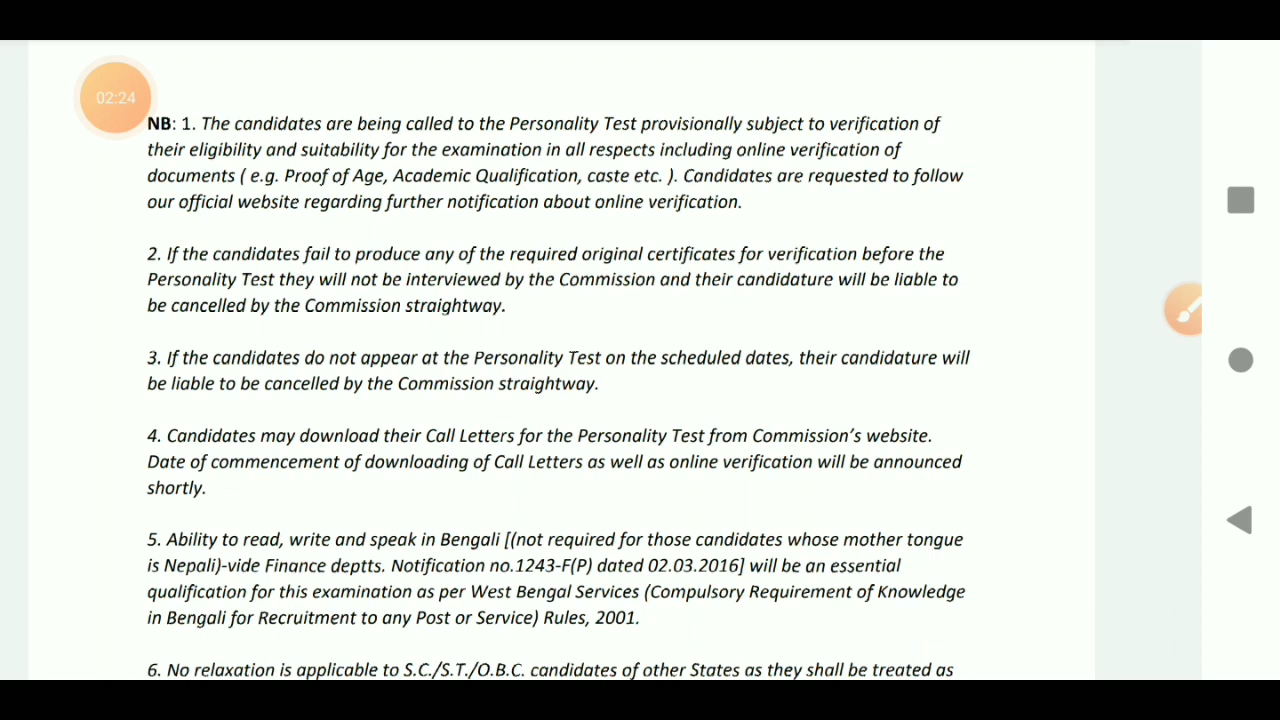 02:24
NB: 1. The candidates are being called to the Personality Test provisionally subject to verification of
their eligibility and suitability for the examination in all respects including online verification of
documents ( e.g. Proof of Age, Academic Qualification, caste etc. ). Candidates are requested to follow
our official website regarding further notification about online verification.
2. If the candidates fail to produce any of the required original certificates for verification before the
Personality Test they will not be interviewed by the Commission and their candidature will be liable to
be cancelled by the Commission straightway.
3. If the candidates do not appear at the Personality Test on the scheduled dates, their candidature will
be liable to be cancelled by the Commission straightway.
4. Candidates may download their Call Letters for the Personality Test from Commission’s website.
Date of commencement of downloading of Call Letters as well as online verification will be announced
shortly.
5. Ability to read, write and speak in Bengali [(not required for those candidates whose mother tongue
is Nepali)-vide Finance deptts. Notification no.1243-F(P) dated 02.03.2016] will be an essential
qualification for this examination as per West Bengal Services (Compulsory Requirement of Knowledge
in Bengali for Recruitment to any Post or Service) Rules, 2001.
6. No relaxation is applicable to S.C./S.T./O.B.C. candidates of other States as they shall be treated as